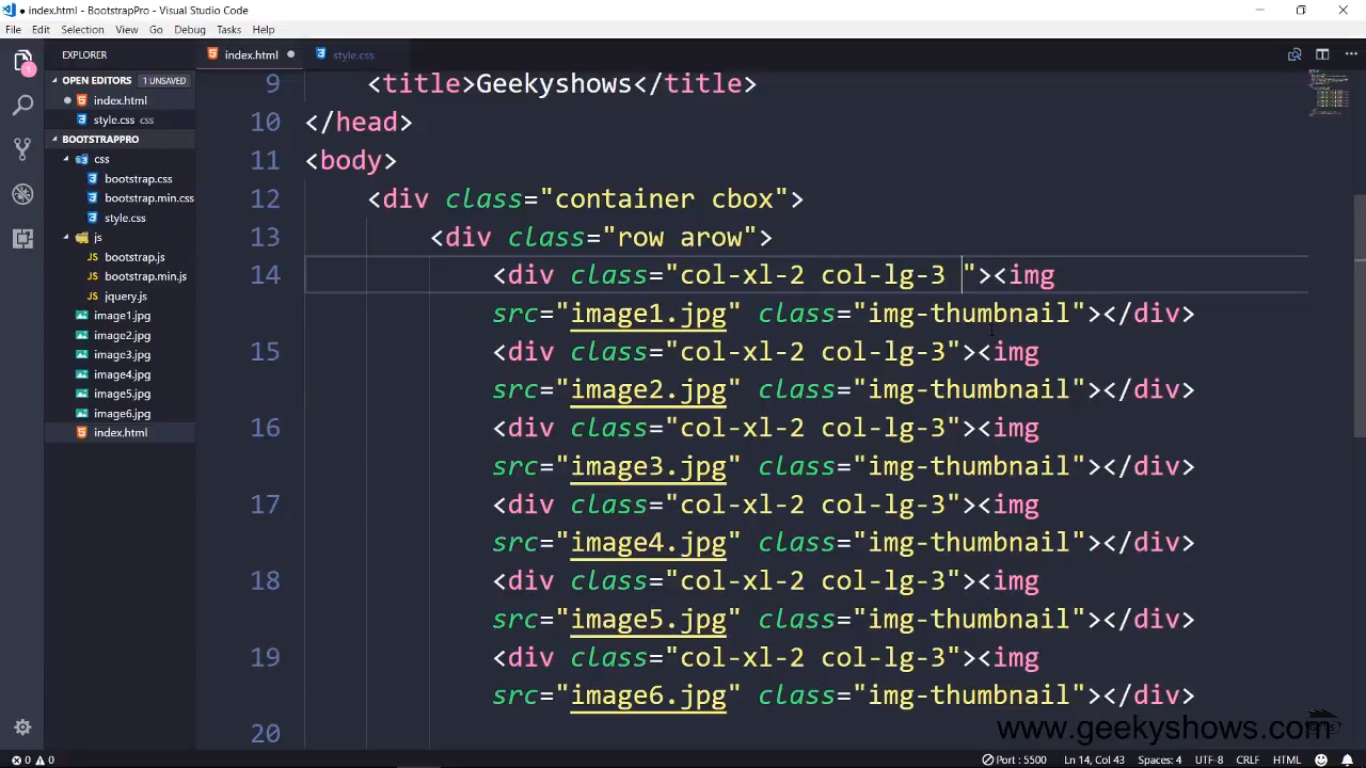 ● index.html - BootstrapPro - Visual Studio Code
File Edit Selection View Go Debug Tasks Help
EXPLORER
index.html ●
style.css
1
OPEN EDITORS 1 UNSAVED
● index.html
style.css css
BOOTSTRAPPRO
css
bootstrap.css
bootstrap.min.css
style.css
js
bootstrap.js
bootstrap.min.js
jquery.js
image1.jpg
image2.jpg
image3.jpg
image4.jpg
image5.jpg
image6.jpg
index.html
9 <title>Geekyshows</title>
10 </head>
11 <body>
12 <div class="container cbox">
13 <div class="row arow">
14 <div class="col-xl-2 col-lg-3 "><img
src="image1.jpg" class="img-thumbnail"></div>
15 <div class="col-xl-2 col-lg-3"><img
src="image2.jpg" class="img-thumbnail"></div>
16 <div class="col-xl-2 col-lg-3"><img
src="image3.jpg" class="img-thumbnail"></div>
17 <div class="col-xl-2 col-lg-3"><img
src="image4.jpg" class="img-thumbnail"></div>
18 <div class="col-xl-2 col-lg-3"><img
src="image5.jpg" class="img-thumbnail"></div>
19 <div class="col-xl-2 col-lg-3"><img
src="image6.jpg" class="img-thumbnail"></div>
20
www.geekyshows.com
0 0 Port : 5500 Ln 14, Col 43 Spaces: 4 UTF-8 CRLF HTML